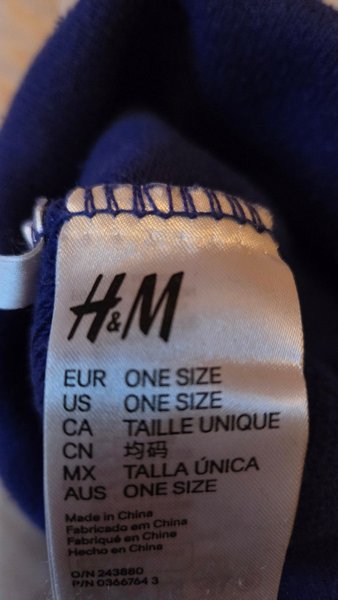 H&M
EUR ONE SIZE
US ONE SIZE
CA TAILLE UNIQUE
CN 均码
MX TALLA ÚNICA
AUS ONE SIZE
Made in China
Fabricado em China
Fabriqué en Chine
Hecho en China
O/N 243880
P/N 0366764 3